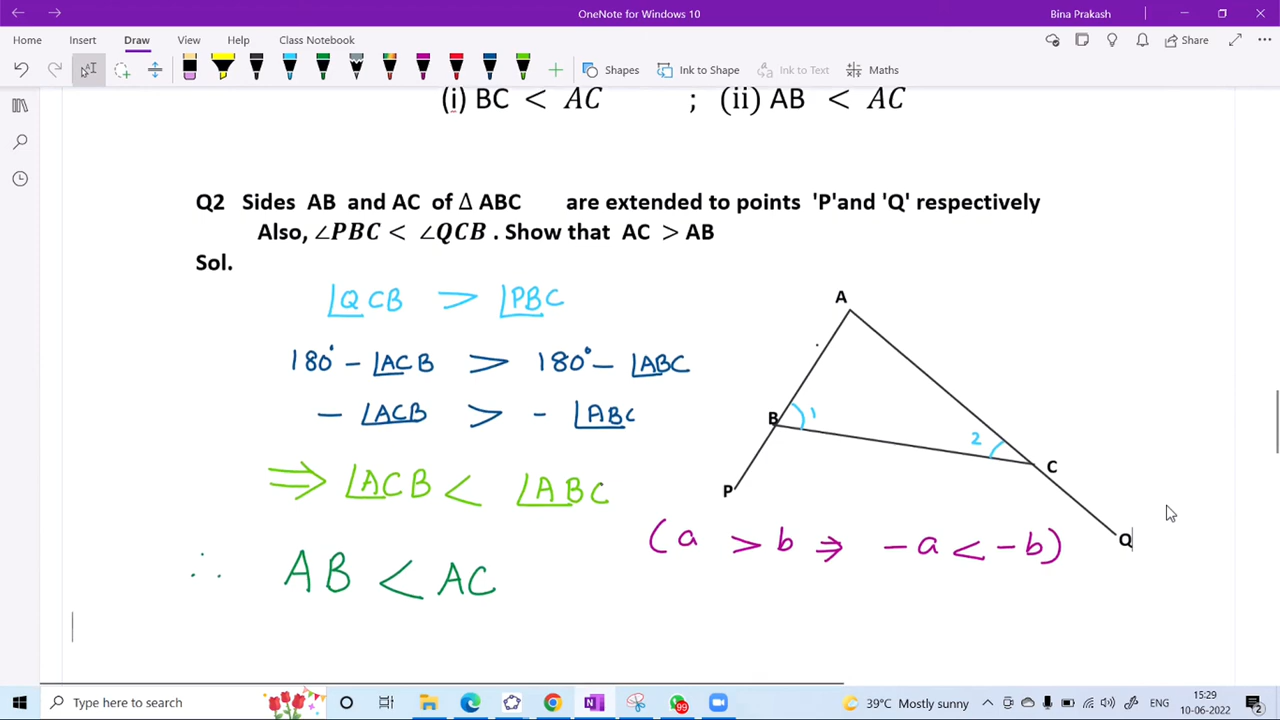 OneNote for Windows 10
Bina Prakash
Home Insert Draw View Help Class Notebook
Share
Shapes Ink to Shape Ink to Text Maths
(i) BC < AC ; (ii) AB < AC
Q2 Sides AB and AC of Δ ABC are extended to points 'P'and 'Q' respectively
Also, ∠PBC < ∠QCB . Show that AC > AB
Sol.
∠QCB > ∠PBC
180° − ∠ACB > 180° − ∠ABC
− ∠ACB > − ∠ABC
⇒ ∠ACB < ∠ABC
∴ AB < AC
A
B 1
2 C
P
Q
(a > b ⇒ −a < −b)
Type here to search
99
39°C Mostly sunny
ENG
15:29
10-06-2022
2